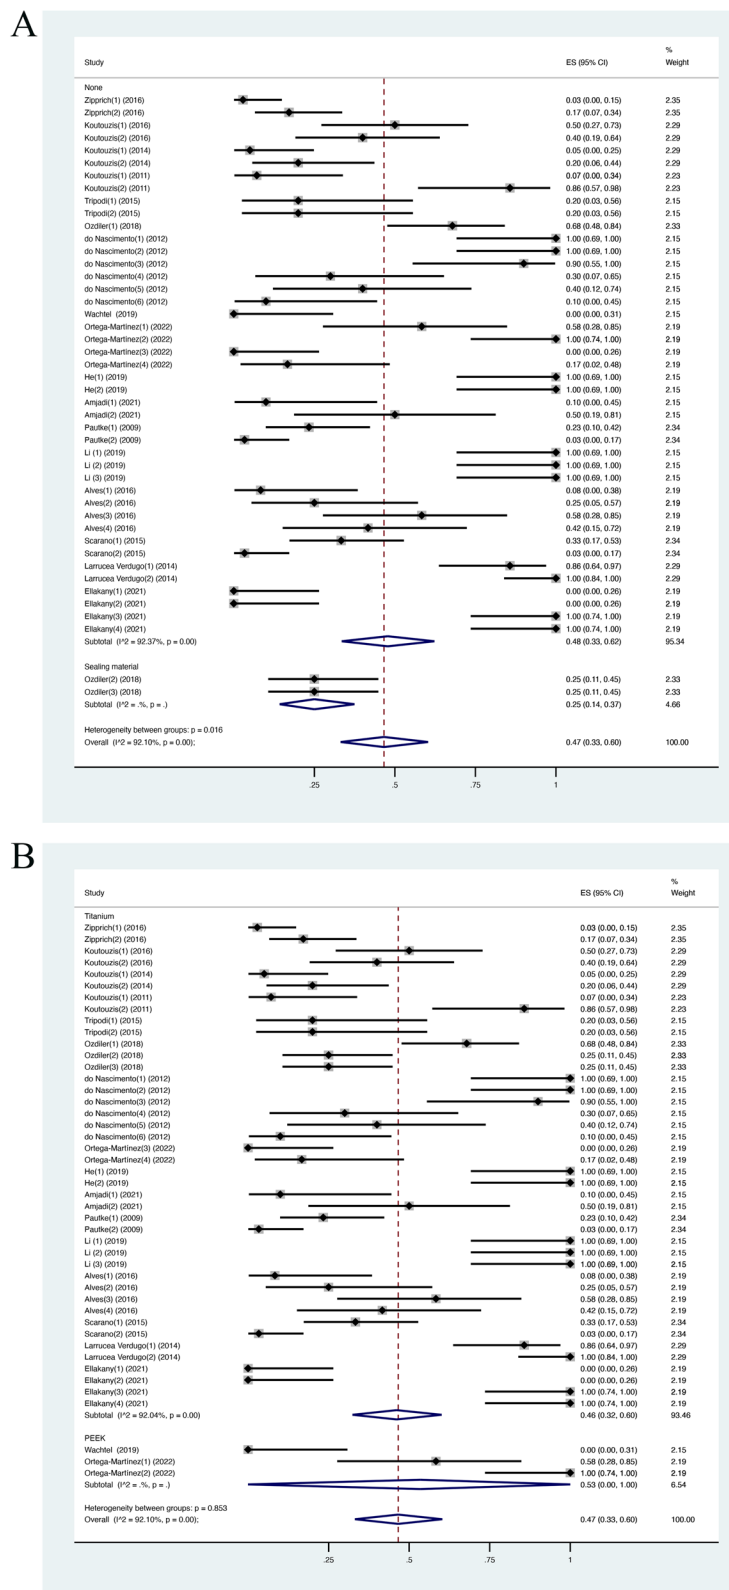 A
%
Study ES (95% CI) Weight
None
Zipprich(1) (2016) 0.03 (0.00, 0.15) 2.35
Zipprich(2) (2016) 0.17 (0.07, 0.34) 2.35
Koutouzis(1) (2016) 0.50 (0.27, 0.73) 2.29
Koutouzis(2) (2016) 0.40 (0.19, 0.64) 2.29
Koutouzis(1) (2014) 0.05 (0.00, 0.25) 2.29
Koutouzis(2) (2014) 0.20 (0.06, 0.44) 2.29
Koutouzis(1) (2011) 0.07 (0.00, 0.34) 2.23
Koutouzis(2) (2011) 0.86 (0.57, 0.98) 2.23
Tripodi(1) (2015) 0.20 (0.03, 0.56) 2.15
Tripodi(2) (2015) 0.20 (0.03, 0.56) 2.15
Ozdiler(1) (2018) 0.68 (0.48, 0.84) 2.33
do Nascimento(1) (2012) 1.00 (0.69, 1.00) 2.15
do Nascimento(2) (2012) 1.00 (0.69, 1.00) 2.15
do Nascimento(3) (2012) 0.90 (0.55, 1.00) 2.15
do Nascimento(4) (2012) 0.30 (0.07, 0.65) 2.15
do Nascimento(5) (2012) 0.40 (0.12, 0.74) 2.15
do Nascimento(6) (2012) 0.10 (0.00, 0.45) 2.15
Wachtel (2019) 0.00 (0.00, 0.31) 2.15
Ortega-Martínez(1) (2022) 0.58 (0.28, 0.85) 2.19
Ortega-Martínez(2) (2022) 1.00 (0.74, 1.00) 2.19
Ortega-Martínez(3) (2022) 0.00 (0.00, 0.26) 2.19
Ortega-Martínez(4) (2022) 0.17 (0.02, 0.48) 2.19
He(1) (2019) 1.00 (0.69, 1.00) 2.15
He(2) (2019) 1.00 (0.69, 1.00) 2.15
Amjadi(1) (2021) 0.10 (0.00, 0.45) 2.15
Amjadi(2) (2021) 0.50 (0.19, 0.81) 2.15
Pautke(1) (2009) 0.23 (0.10, 0.42) 2.34
Pautke(2) (2009) 0.03 (0.00, 0.17) 2.34
Li (1) (2019) 1.00 (0.69, 1.00) 2.15
Li (2) (2019) 1.00 (0.69, 1.00) 2.15
Li (3) (2019) 1.00 (0.69, 1.00) 2.15
Alves(1) (2016) 0.08 (0.00, 0.38) 2.19
Alves(2) (2016) 0.25 (0.05, 0.57) 2.19
Alves(3) (2016) 0.58 (0.28, 0.85) 2.19
Alves(4) (2016) 0.42 (0.15, 0.72) 2.19
Scarano(1) (2015) 0.33 (0.17, 0.53) 2.34
Scarano(2) (2015) 0.03 (0.00, 0.17) 2.34
Larrucea Verdugo(1) (2014) 0.86 (0.64, 0.97) 2.29
Larrucea Verdugo(2) (2014) 1.00 (0.84, 1.00) 2.29
Ellakany(1) (2021) 0.00 (0.00, 0.26) 2.19
Ellakany(2) (2021) 0.00 (0.00, 0.26) 2.19
Ellakany(3) (2021) 1.00 (0.74, 1.00) 2.19
Ellakany(4) (2021) 1.00 (0.74, 1.00) 2.19
Subtotal (I^2 = 92.37%, p = 0.00) 0.48 (0.33, 0.62) 95.34
Sealing material
Ozdiler(2) (2018) 0.25 (0.11, 0.45) 2.33
Ozdiler(3) (2018) 0.25 (0.11, 0.45) 2.33
Subtotal (I^2 = .%, p = .) 0.25 (0.14, 0.37) 4.66
Heterogeneity between groups: p = 0.016
Overall (I^2 = 92.10%, p = 0.00); 0.47 (0.33, 0.60) 100.00
.25 .5 .75 1
B
%
Study ES (95% CI) Weight
Titanium
Zipprich(1) (2016) 0.03 (0.00, 0.15) 2.35
Zipprich(2) (2016) 0.17 (0.07, 0.34) 2.35
Koutouzis(1) (2016) 0.50 (0.27, 0.73) 2.29
Koutouzis(2) (2016) 0.40 (0.19, 0.64) 2.29
Koutouzis(1) (2014) 0.05 (0.00, 0.25) 2.29
Koutouzis(2) (2014) 0.20 (0.06, 0.44) 2.29
Koutouzis(1) (2011) 0.07 (0.00, 0.34) 2.23
Koutouzis(2) (2011) 0.86 (0.57, 0.98) 2.23
Tripodi(1) (2015) 0.20 (0.03, 0.56) 2.15
Tripodi(2) (2015) 0.20 (0.03, 0.56) 2.15
Ozdiler(1) (2018) 0.68 (0.48, 0.84) 2.33
Ozdiler(2) (2018) 0.25 (0.11, 0.45) 2.33
Ozdiler(3) (2018) 0.25 (0.11, 0.45) 2.33
do Nascimento(1) (2012) 1.00 (0.69, 1.00) 2.15
do Nascimento(2) (2012) 1.00 (0.69, 1.00) 2.15
do Nascimento(3) (2012) 0.90 (0.55, 1.00) 2.15
do Nascimento(4) (2012) 0.30 (0.07, 0.65) 2.15
do Nascimento(5) (2012) 0.40 (0.12, 0.74) 2.15
do Nascimento(6) (2012) 0.10 (0.00, 0.45) 2.15
Ortega-Martínez(3) (2022) 0.00 (0.00, 0.26) 2.19
Ortega-Martínez(4) (2022) 0.17 (0.02, 0.48) 2.19
He(1) (2019) 1.00 (0.69, 1.00) 2.15
He(2) (2019) 1.00 (0.69, 1.00) 2.15
Amjadi(1) (2021) 0.10 (0.00, 0.45) 2.15
Amjadi(2) (2021) 0.50 (0.19, 0.81) 2.15
Pautke(1) (2009) 0.23 (0.10, 0.42) 2.34
Pautke(2) (2009) 0.03 (0.00, 0.17) 2.34
Li (1) (2019) 1.00 (0.69, 1.00) 2.15
Li (2) (2019) 1.00 (0.69, 1.00) 2.15
Li (3) (2019) 1.00 (0.69, 1.00) 2.15
Alves(1) (2016) 0.08 (0.00, 0.38) 2.19
Alves(2) (2016) 0.25 (0.05, 0.57) 2.19
Alves(3) (2016) 0.58 (0.28, 0.85) 2.19
Alves(4) (2016) 0.42 (0.15, 0.72) 2.19
Scarano(1) (2015) 0.33 (0.17, 0.53) 2.34
Scarano(2) (2015) 0.03 (0.00, 0.17) 2.34
Larrucea Verdugo(1) (2014) 0.86 (0.64, 0.97) 2.29
Larrucea Verdugo(2) (2014) 1.00 (0.84, 1.00) 2.29
Ellakany(1) (2021) 0.00 (0.00, 0.26) 2.19
Ellakany(2) (2021) 0.00 (0.00, 0.26) 2.19
Ellakany(3) (2021) 1.00 (0.74, 1.00) 2.19
Ellakany(4) (2021) 1.00 (0.74, 1.00) 2.19
Subtotal (I^2 = 92.04%, p = 0.00) 0.46 (0.32, 0.60) 93.46
PEEK
Wachtel (2019) 0.00 (0.00, 0.31) 2.15
Ortega-Martínez(1) (2022) 0.58 (0.28, 0.85) 2.19
Ortega-Martínez(2) (2022) 1.00 (0.74, 1.00) 2.19
Subtotal (I^2 = .%, p = .) 0.53 (0.00, 1.00) 6.54
Heterogeneity between groups: p = 0.853
Overall (I^2 = 92.10%, p = 0.00); 0.47 (0.33, 0.60) 100.00
.25 .5 .75 1